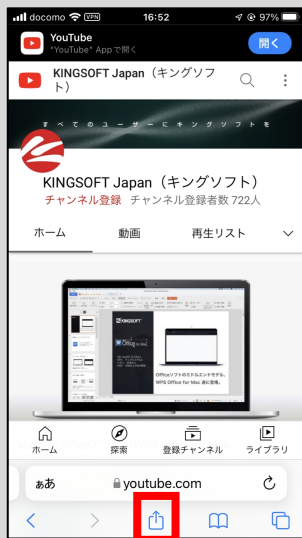 docomo VPN 16:52 97%
YouTube
"YouTube" Appで開く
開く
KINGSOFT Japan（キングソフ
ト）
すべてのユーザーにキングソフトを
KINGSOFT Japan（キングソフト）
チャンネル登録 チャンネル登録者数 722人
ホーム 動画 再生リスト
KINGSOFT
Office for Mac
Officeソフトのミドルエンドモデル、
WPS Office for Mac 遂に登場。
ホーム 探索 登録チャンネル ライブラリ
ぁあ youtube.com